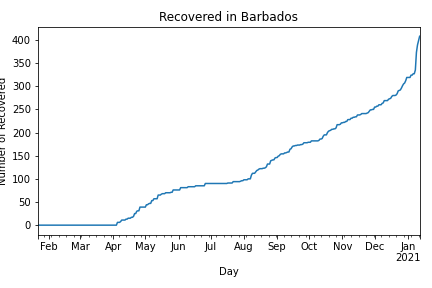 Recovered in Barbados
400
350
300
250
200
150
100
50
0
Number of Recovered
Feb Mar Apr May Jun Jul Aug Sep Oct Nov Dec Jan
2021
Day